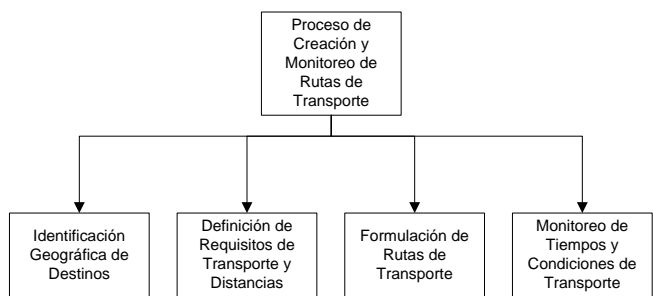 Proceso de
Creación y
Monitoreo de
Rutas de
Transporte
Identificación
Geográfica de
Destinos
Definición de
Requisitos de
Transporte y
Distancias
Formulación de
Rutas de
Transporte
Monitoreo de
Tiempos y
Condiciones de
Transporte